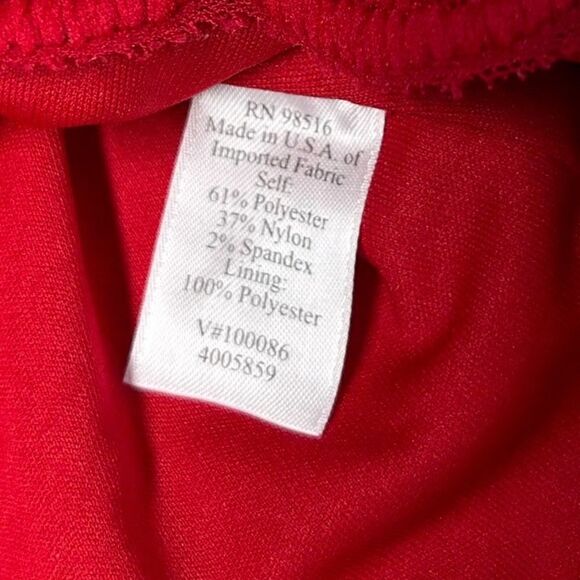 RN 98516
Made in U.S.A. of
Imported Fabric
Self:
61% Polyester
37% Nylon
2% Spandex
Lining:
100% Polyester
V#100086
4005859